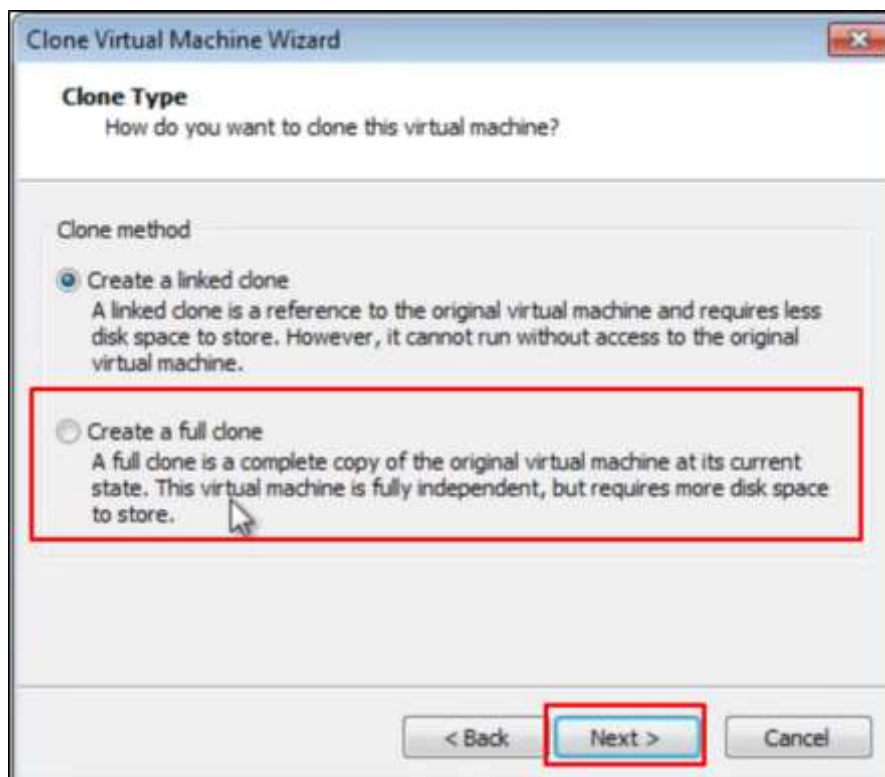 Clone Virtual Machine Wizard
Clone Type
How do you want to clone this virtual machine?
Clone method
Create a linked clone
A linked clone is a reference to the original virtual machine and requires less
disk space to store. However, it cannot run without access to the original
virtual machine.
Create a full clone
A full clone is a complete copy of the original virtual machine at its current
state. This virtual machine is fully independent, but requires more disk space
to store.
< Back Next > Cancel